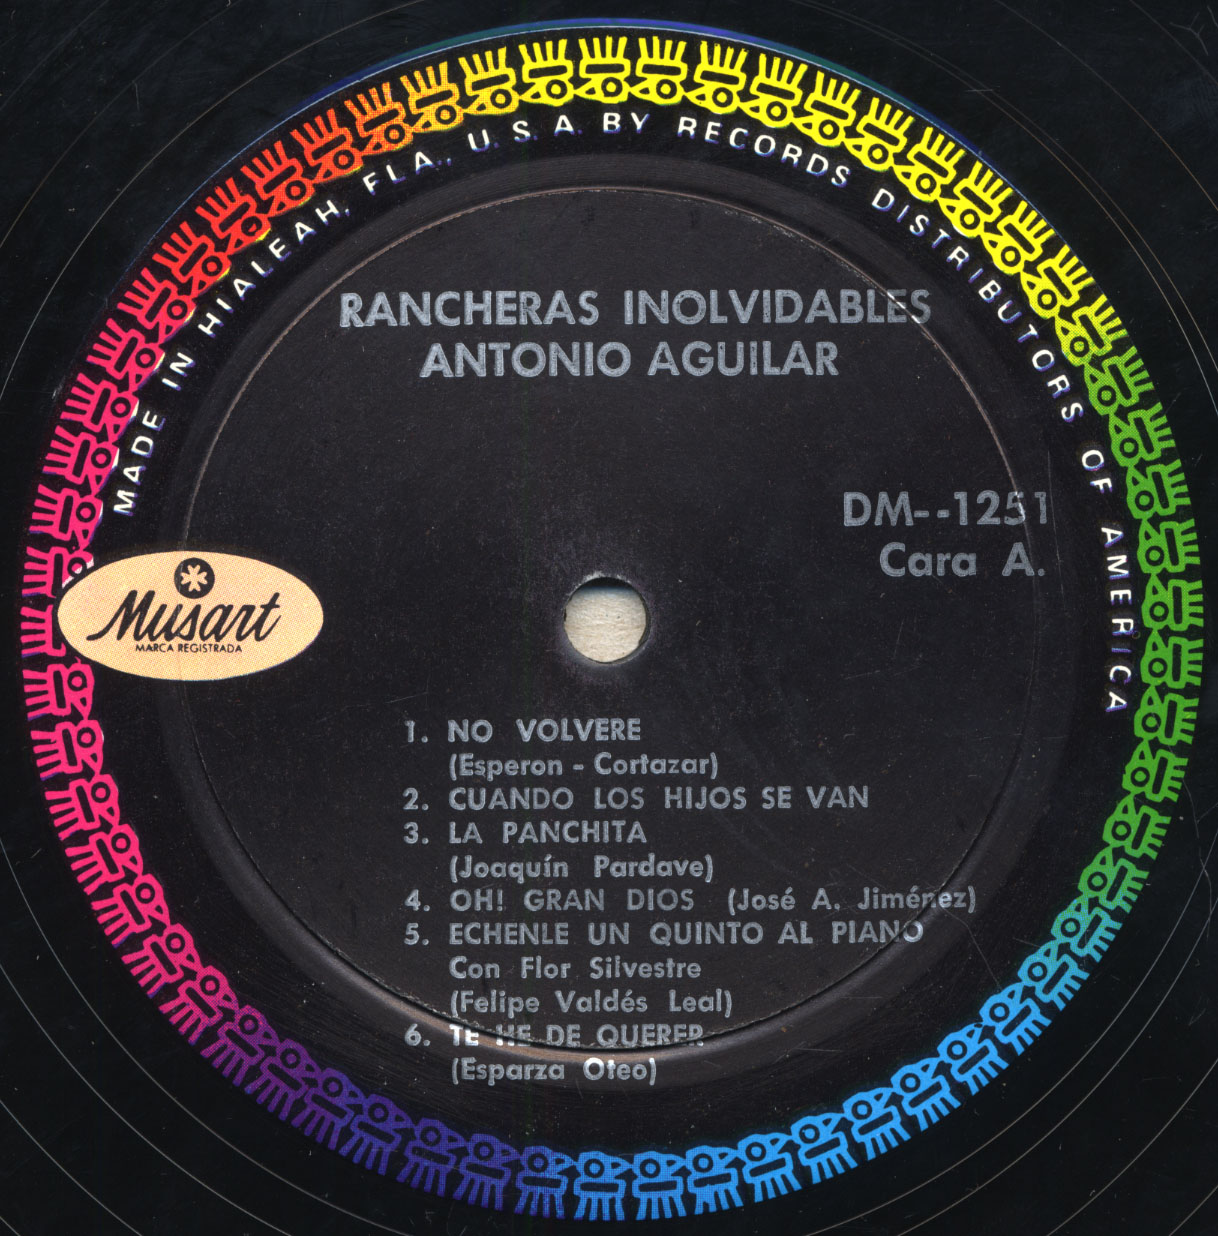 MADE IN HIALEAH, FLA., U.S.A. BY RECORDS DISTRIBUTORS OF AMERICA
RANCHERAS INOLVIDABLES
ANTONIO AGUILAR
DM--1251
Cara A.
Musart
MARCA REGISTRADA
1. NO VOLVERE
(Esperon - Cortazar)
2. CUANDO LOS HIJOS SE VAN
3. LA PANCHITA
(Joaquín Pardave)
4. OH! GRAN DIOS (José A. Jiménez)
5. ECHENLE UN QUINTO AL PIANO
Con Flor Silvestre
(Felipe Valdés Leal)
6. TE HE DE QUERER
(Esparza Oteo)